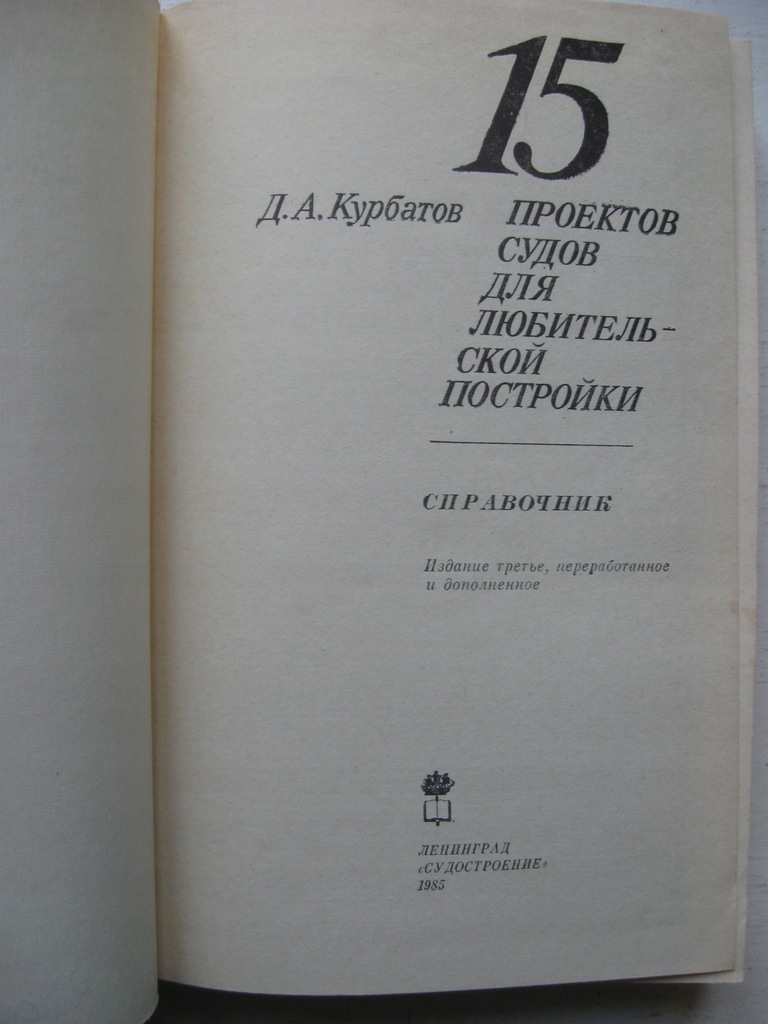 15
Д. А. Курбатов
ПРОЕКТОВ
СУДОВ
ДЛЯ
ЛЮБИТЕЛЬ-
СКОЙ
ПОСТРОЙКИ
СПРАВОЧНИК
Издание третье, переработанное
и дополненное
ЛЕНИНГРАД
«СУДОСТРОЕНИЕ»
1985